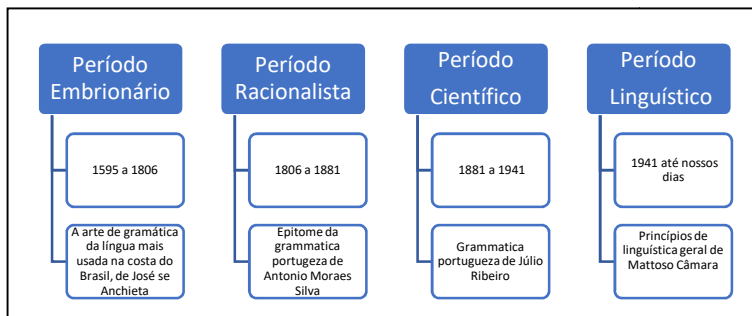 Período
Embrionário
1595 a 1806
A arte de gramática
da língua mais
usada na costa do
Brasil, de José se
Anchieta
Período
Racionalista
1806 a 1881
Epitome da
grammatica
portugeza de
Antonio Moraes
Silva
Período
Científico
1881 a 1941
Grammatica
portugueza de Júlio
Ribeiro
Período
Linguístico
1941 até nossos
dias
Princípios de
linguística geral de
Mattoso Câmara